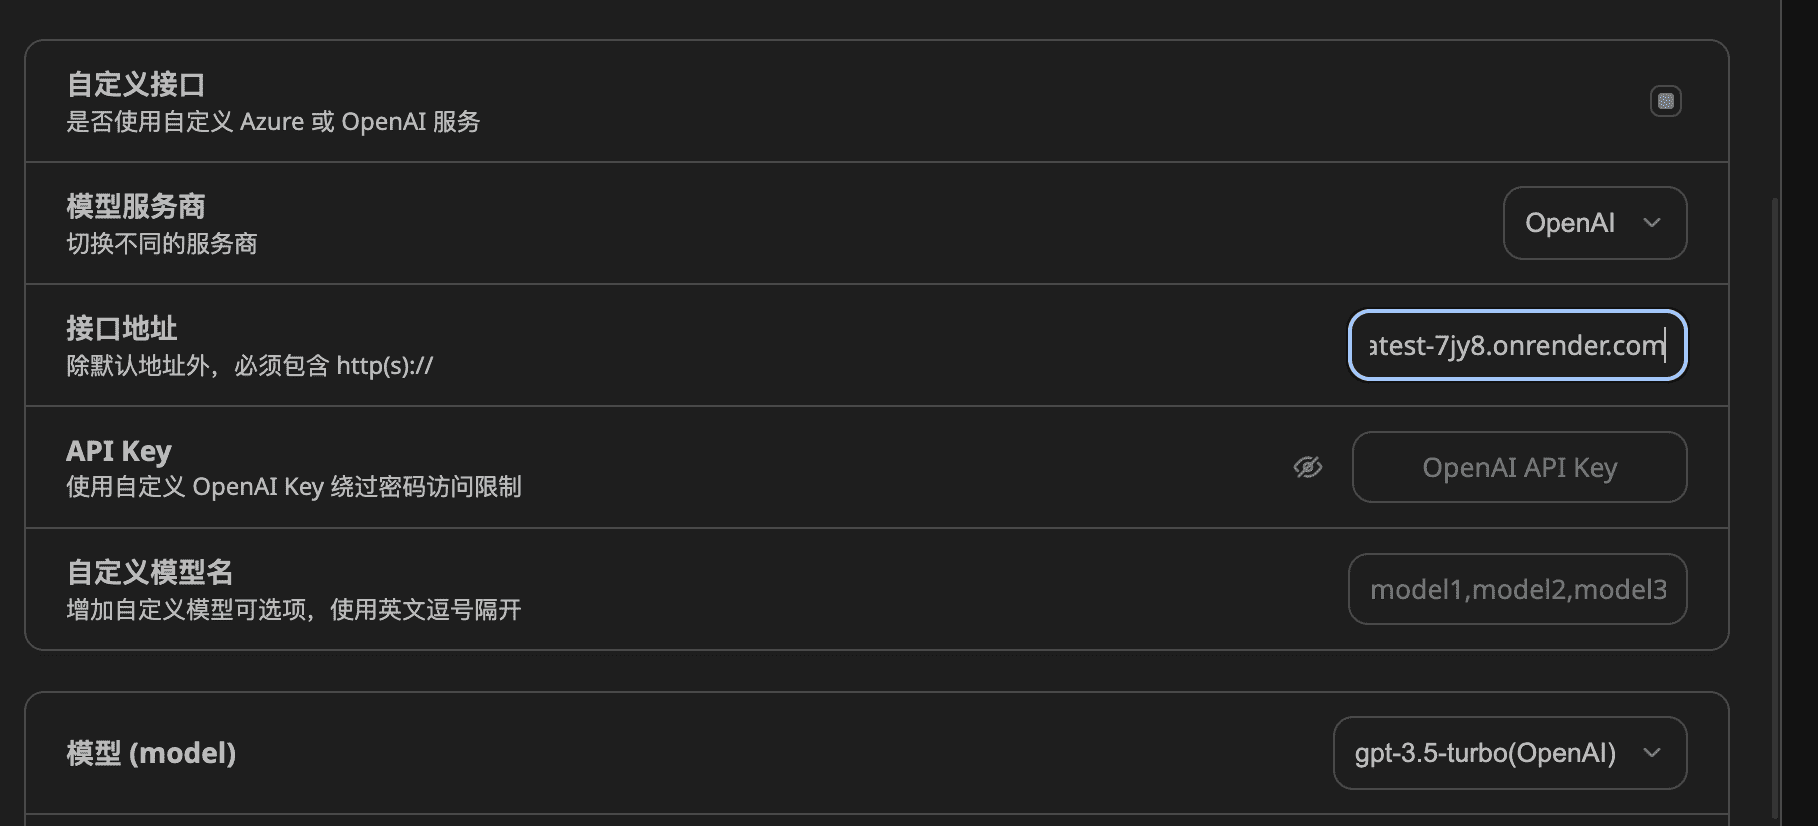 自定义接口
是否使用自定义 Azure 或 OpenAI 服务
模型服务商
切换不同的服务商
OpenAI
接口地址
除默认地址外，必须包含 http(s)://
atest-7jy8.onrender.com
API Key
使用自定义 OpenAI Key 绕过密码访问限制
OpenAI API Key
自定义模型名
增加自定义模型可选项，使用英文逗号隔开
model1,model2,model3
模型 (model)
gpt-3.5-turbo(OpenAI)